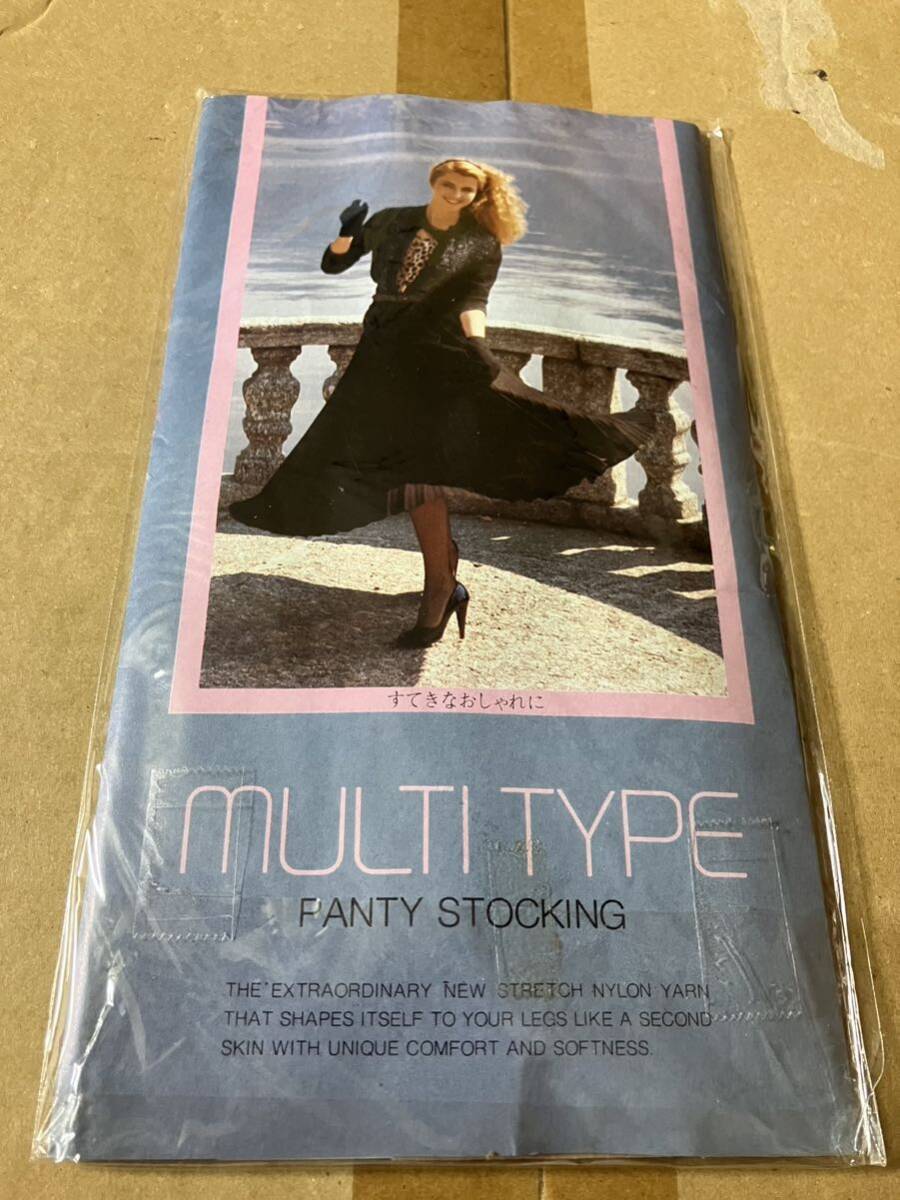 すてきなおしゃれに
MULTI TYPE
PANTY STOCKING
THE EXTRAORDINARY NEW STRETCH NYLON YARN
THAT SHAPES ITSELF TO YOUR LEGS LIKE A SECOND
SKIN WITH UNIQUE COMFORT AND SOFTNESS.